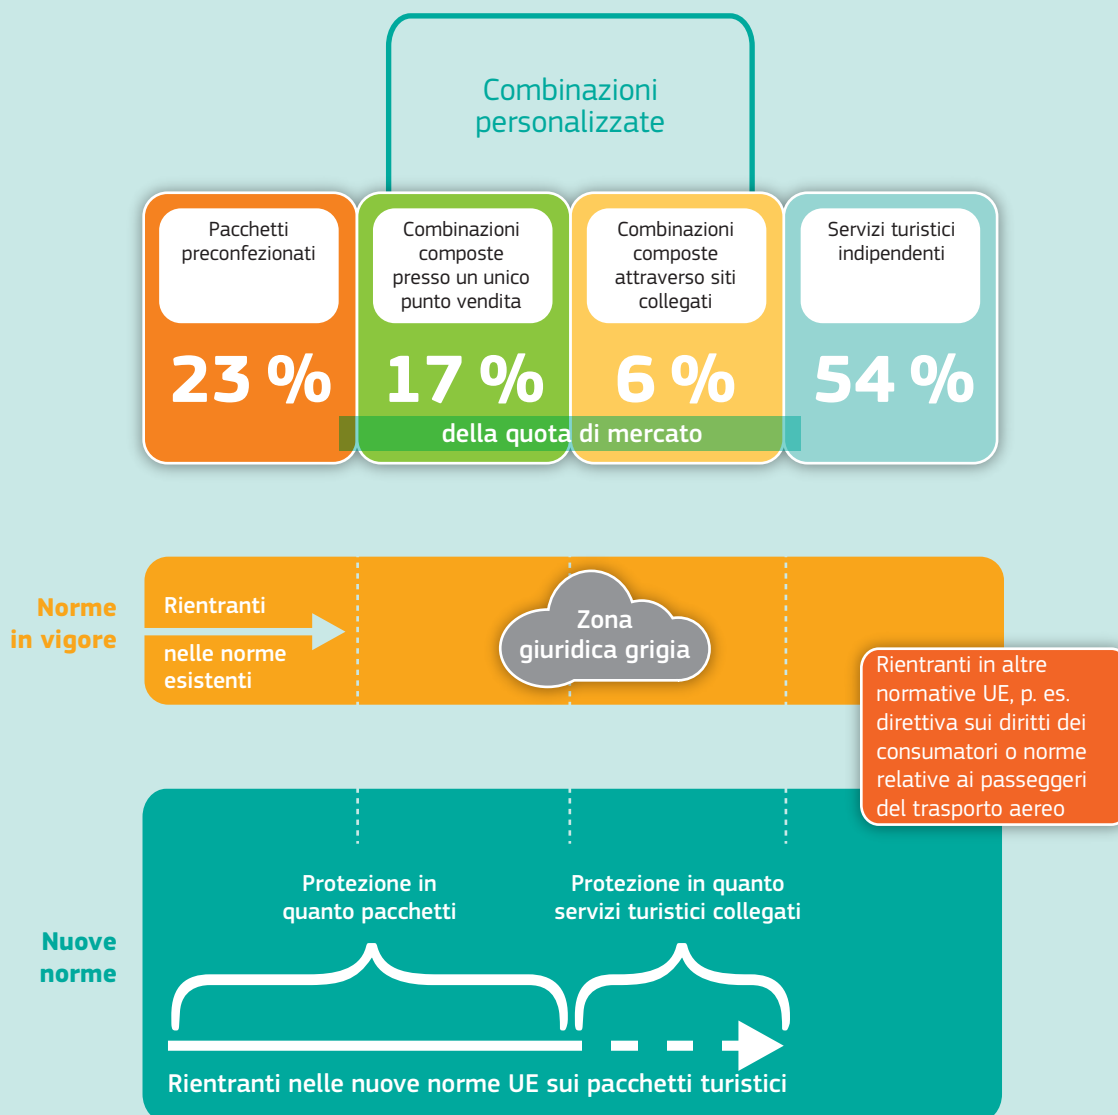 Combinazioni
personalizzate
Pacchetti
preconfezionati
23 %
Combinazioni
composte
presso un unico
punto vendita
17 %
Combinazioni
composte
attraverso siti
collegati
6 %
Servizi turistici
indipendenti
54 %
della quota di mercato
Norme
in vigore
Rientranti
nelle norme
esistenti
Zona
giuridica grigia
Rientranti in altre
normative UE, p. es.
direttiva sui diritti dei
consumatori o norme
relative ai passeggeri
del trasporto aereo
Nuove
norme
Protezione in
quanto pacchetti
Protezione in quanto
servizi turistici collegati
Rientranti nelle nuove norme UE sui pacchetti turistici